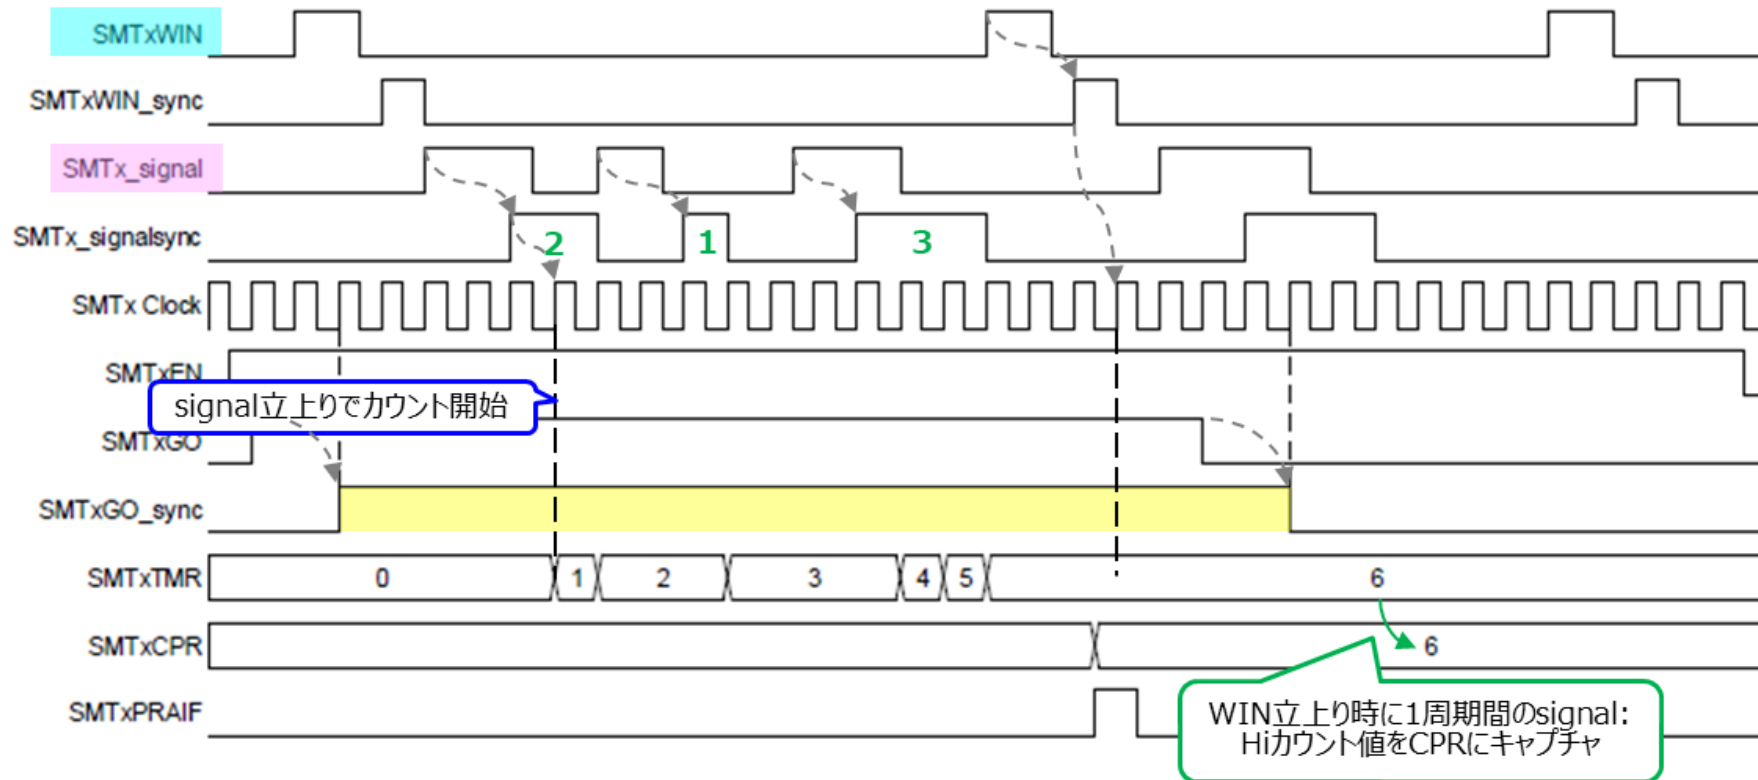 SMTxWIN
SMTxWIN_sync
SMTx_signal
SMTx_signalsync
2
1
3
SMTx Clock
SMTxEN
signal立上りでカウント開始
SMTxGO
SMTxGO_sync
SMTxTMR
0
1
2
3
4
5
6
SMTxCPR
6
SMTxPRAIF
WIN立上り時に1周期間のsignal:
Hiカウント値をCPRにキャプチャ